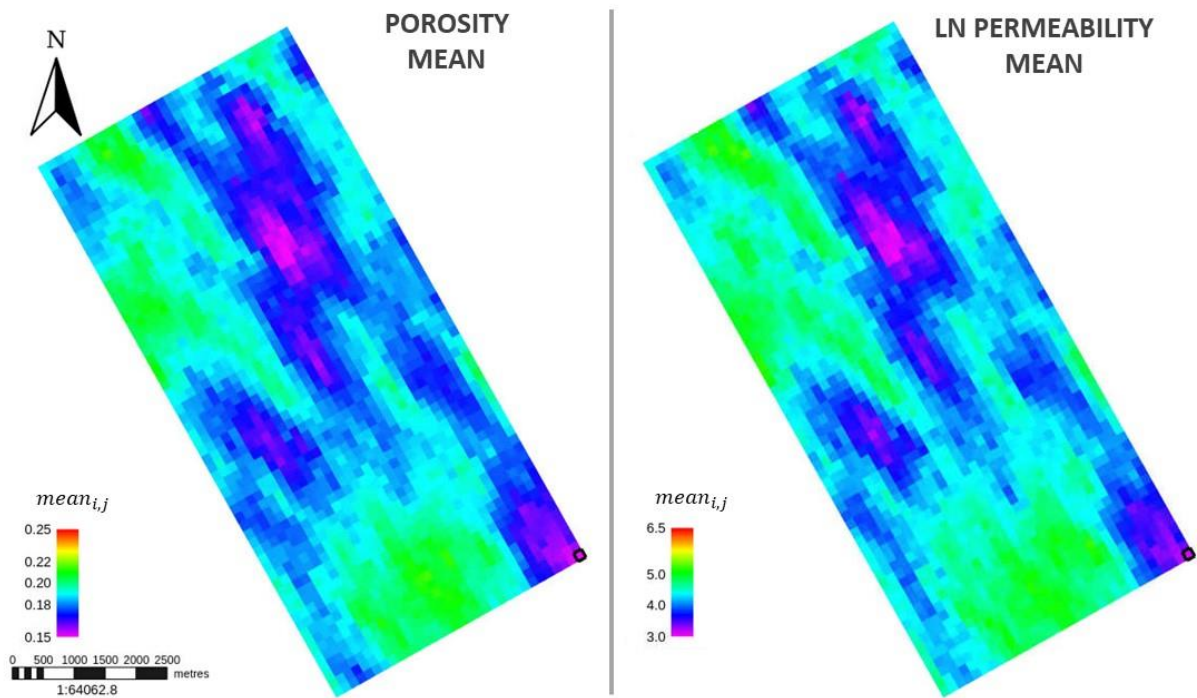 POROSITY
MEAN
N
mean_{i,j}
0.25
0.22
0.20
0.18
0.15
0 500 1000 1500 2000 2500 metres
1:64062.8
LN PERMEABILITY
MEAN
mean_{i,j}
6.5
5.0
4.0
3.0